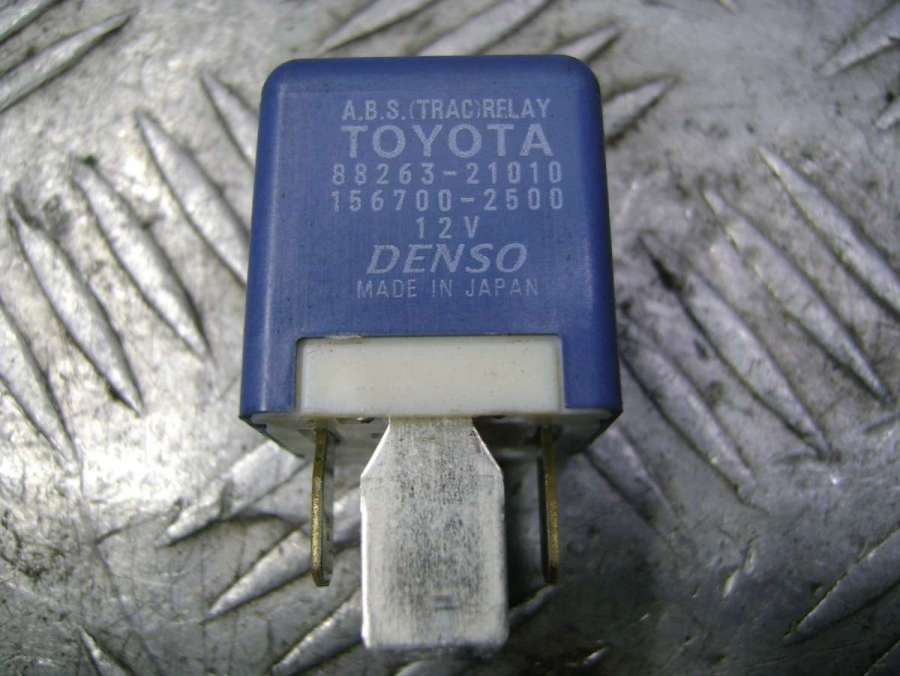 A.B.S.(TRAC)RELAY
TOYOTA
88263-21010
156700-2500
12V
DENSO
MADE IN JAPAN